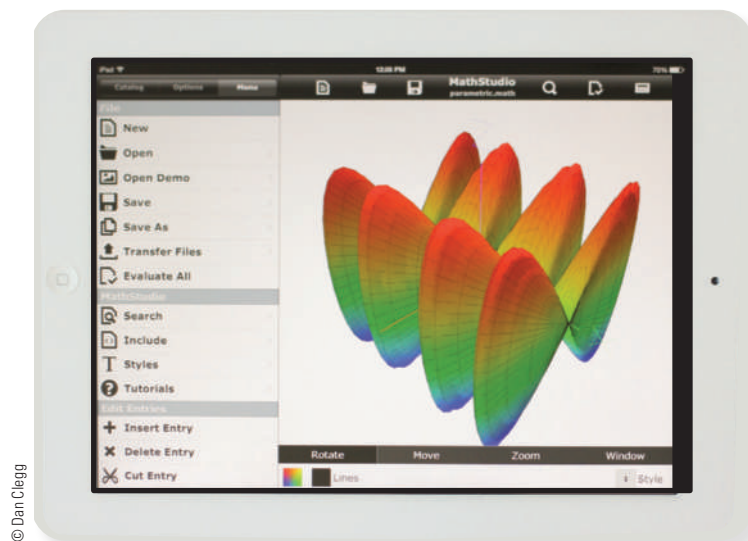 iPad
12:28 PM
70%
Catalog Options Menu
MathStudio
parametric.math
File
New
Open
Open Demo
Save
Save As
Transfer Files
Evaluate All
MathStudio
Search
Include
Styles
Tutorials
Edit Entries
Insert Entry
Delete Entry
Cut Entry
Rotate Move Zoom Window
Lines
Style
© Dan Clegg